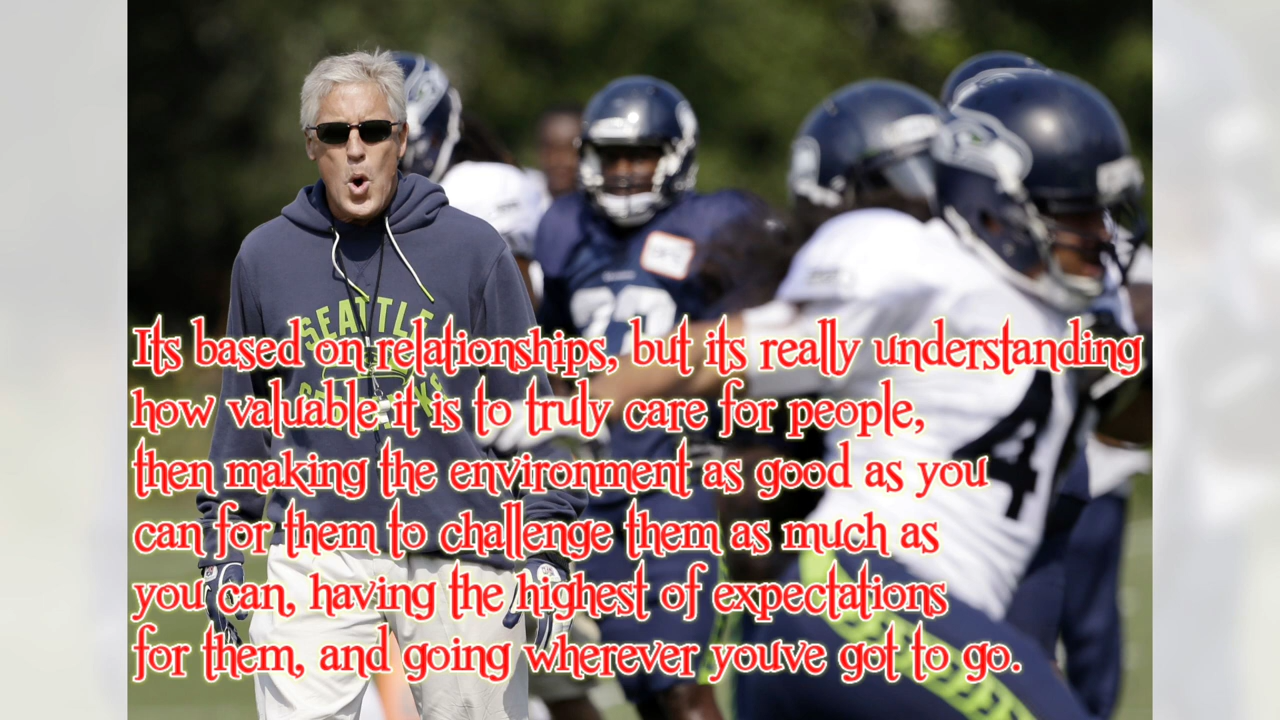 SEATTLE
Its based on relationships, but its really understanding
how valuable it is to truly care for people,
then making the environment as good as you
can for them to challenge them as much as
you can, having the highest of expectations
for them, and going wherever youve got to go.